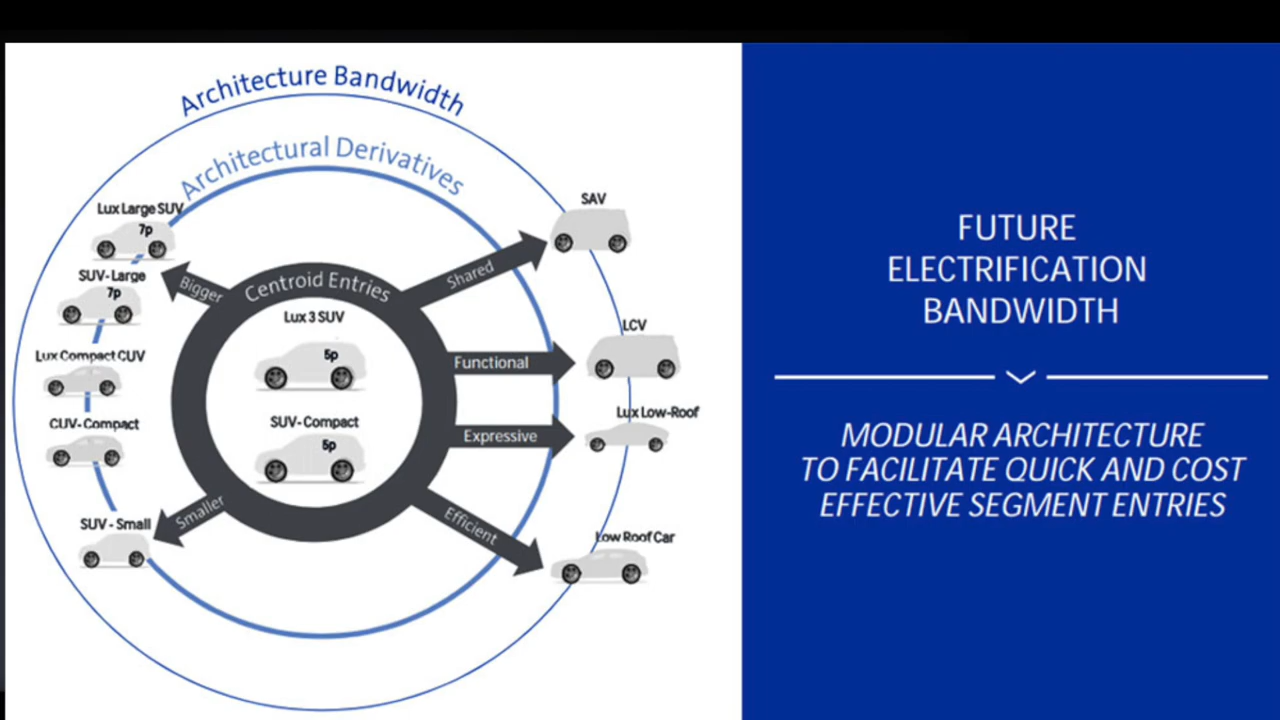 Architecture Bandwidth
Architectural Derivatives
Lux Large SUV
7p
SUV-Large
7p
Lux Compact CUV
CUV-Compact
SUV - Small
Bigger
Smaller
Centroid Entries
Lux 3 SUV
5p
SUV-Compact
5p
Shared
Functional
Expressive
Efficient
SAV
LCV
Lux Low-Roof
Low Roof Car
FUTURE
ELECTRIFICATION
BANDWIDTH
MODULAR ARCHITECTURE
TO FACILITATE QUICK AND COST
EFFECTIVE SEGMENT ENTRIES